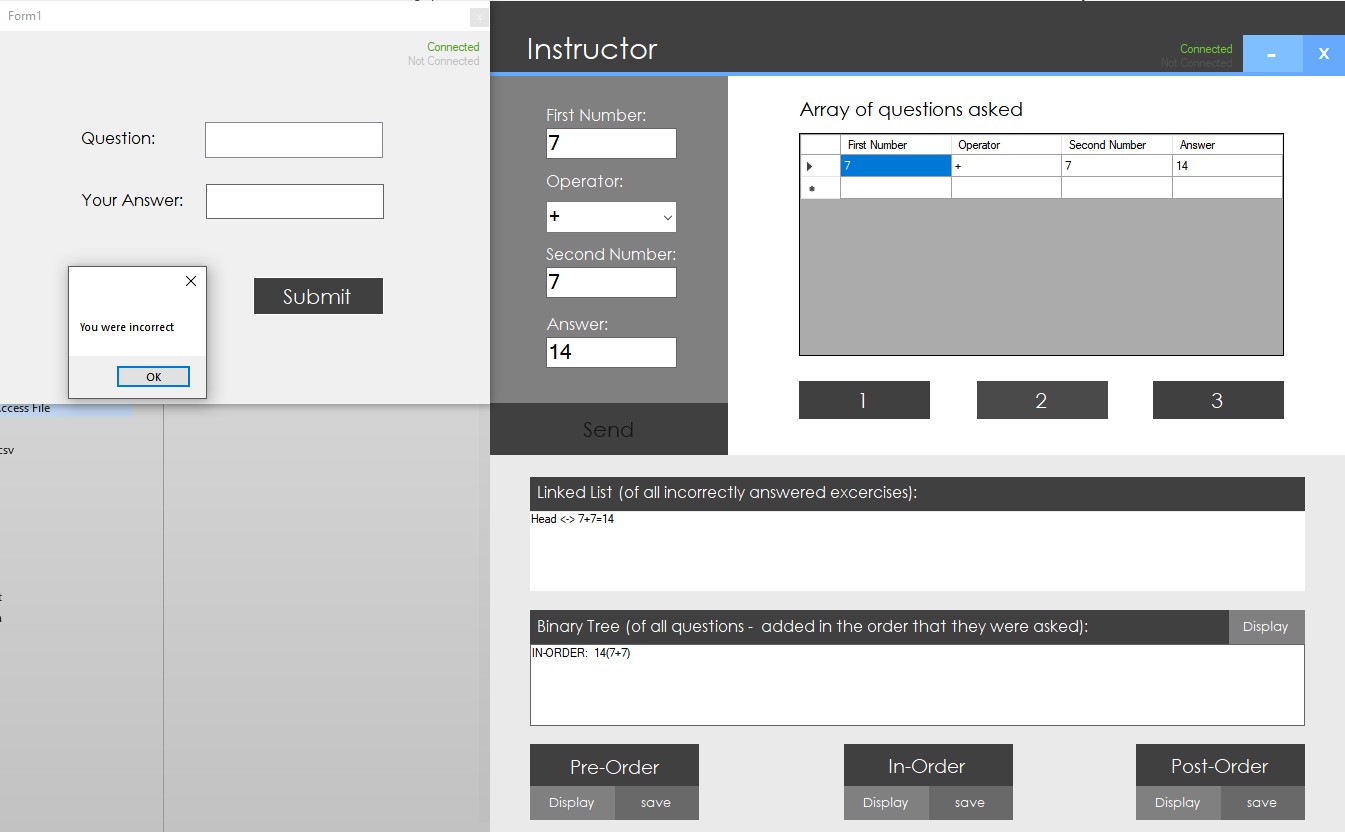 Form1
Connected
Not Connected
Question:
Your Answer:
Submit
You were incorrect
OK
ccess File
csv
Instructor
Connected
Not Connected
-
X
First Number:
7
Operator:
+
Second Number:
7
Answer:
14
Send
Array of questions asked
First Number Operator Second Number Answer
7 + 7 14
1 2 3
Linked List (of all incorrectly answered excercises):
Head <-> 7+7=14
Binary Tree (of all questions - added in the order that they were asked):
Display
IN-ORDER: 14(7+7)
Pre-Order
Display save
In-Order
Display save
Post-Order
Display save